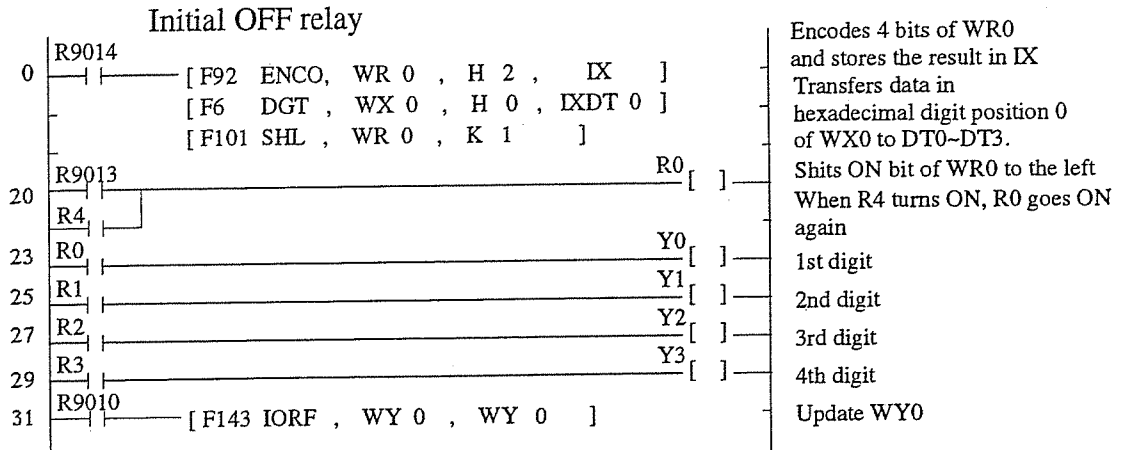 Initial OFF relay
R9014
0 [ F92 ENCO, WR 0 , H 2 , IX ]
[ F6 DGT , WX 0 , H 0 , IXDT 0 ]
[ F101 SHL , WR 0 , K 1 ]
R9013 R0
20 [ ]
R4
R0 Y0
23 [ ]
R1 Y1
25 [ ]
R2 Y2
27 [ ]
R3 Y3
29 [ ]
R9010
31 [ F143 IORF , WY 0 , WY 0 ]
Encodes 4 bits of WR0
and stores the result in IX
Transfers data in
hexadecimal digit position 0
of WX0 to DT0~DT3.
Shits ON bit of WR0 to the left
When R4 turns ON, R0 goes ON
again
1st digit
2nd digit
3rd digit
4th digit
Update WY0